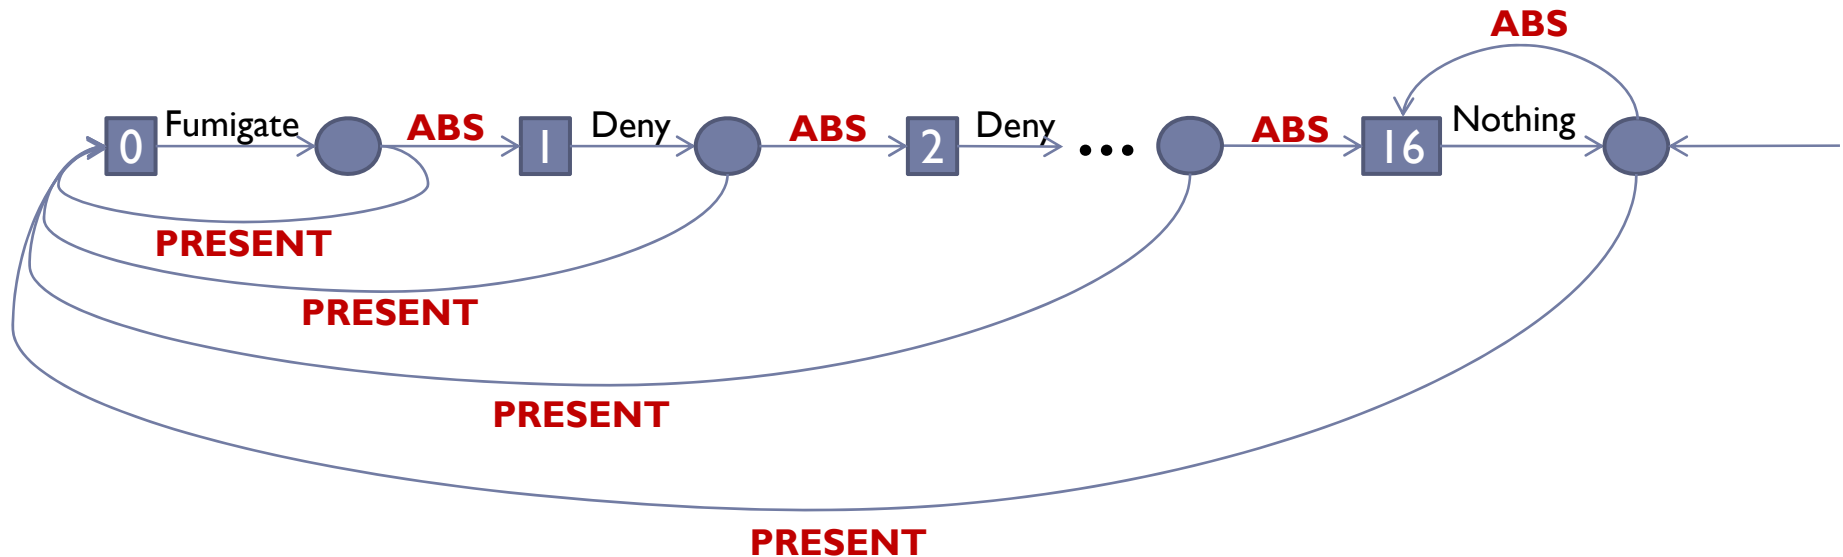 ABS
0
Fumigate
ABS
1
Deny
ABS
2
Deny
...
ABS
16
Nothing
PRESENT
PRESENT
PRESENT
PRESENT